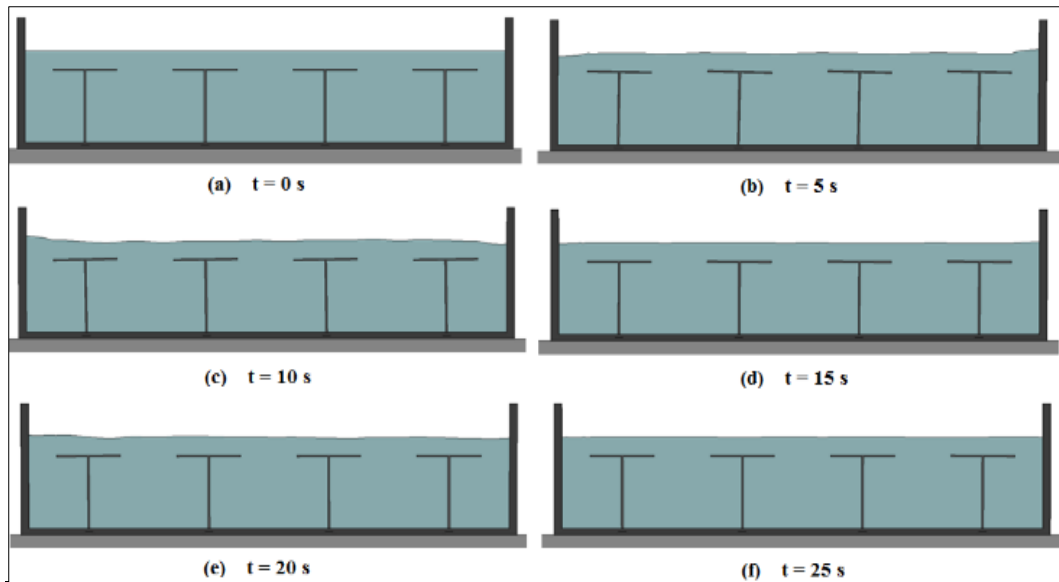 (a) t = 0 s
(b) t = 5 s
(c) t = 10 s
(d) t = 15 s
(e) t = 20 s
(f) t = 25 s